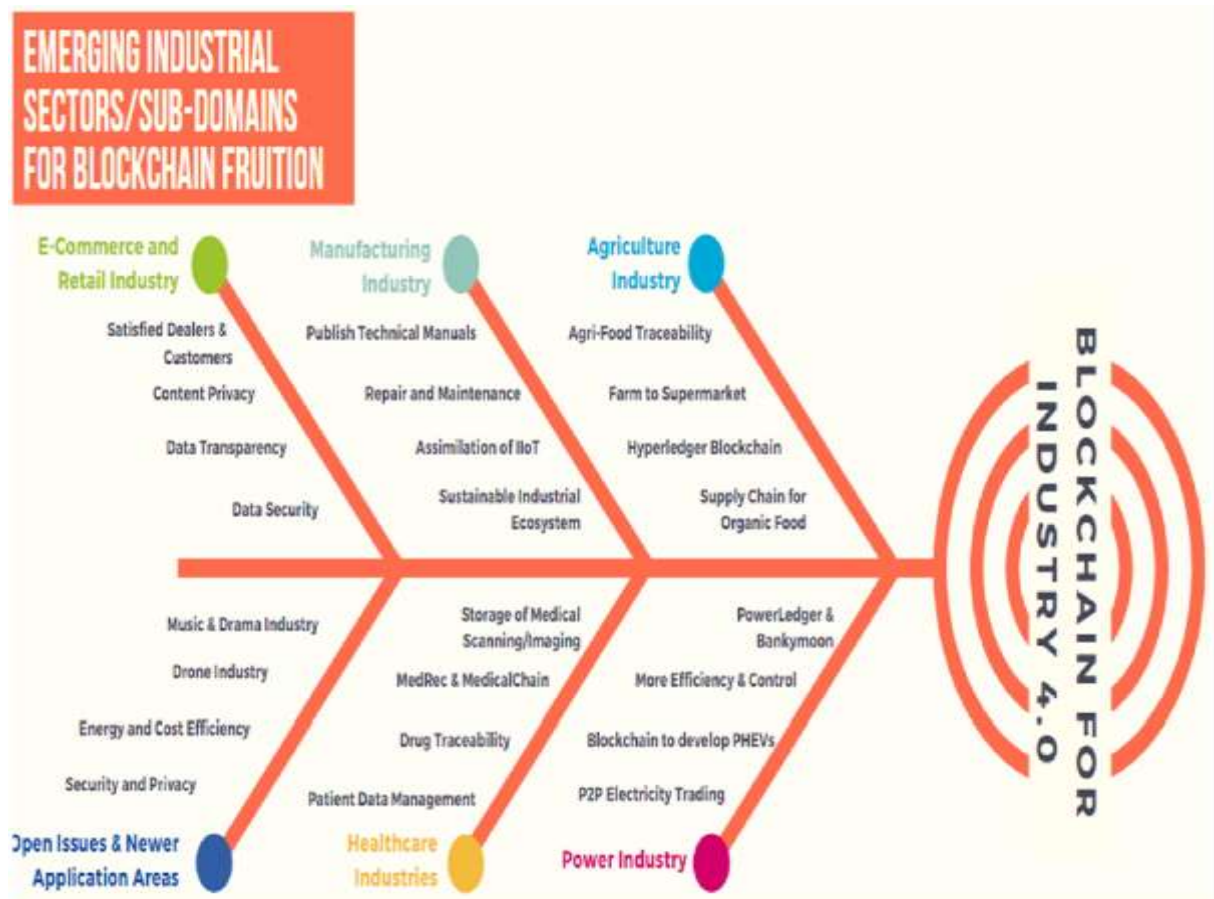 EMERGING INDUSTRIAL
SECTORS/SUB-DOMAINS
FOR BLOCKCHAIN FRUITION
E-Commerce and
Retail Industry
Satisfied Dealers &
Customers
Content Privacy
Data Transparency
Data Security
Manufacturing
Industry
Publish Technical Manuals
Repair and Maintenance
Assimilation of IIoT
Sustainable Industrial
Ecosystem
Agriculture
Industry
Agri-Food Traceability
Farm to Supermarket
Hyperledger Blockchain
Supply Chain for
Organic Food
Music & Drama Industry
Drone Industry
Energy and Cost Efficiency
Security and Privacy
Open Issues & Newer
Application Areas
Storage of Medical
Scanning/Imaging
MedRec & MedicalChain
Drug Traceability
Patient Data Management
Healthcare
Industries
PowerLedger &
Bankymoon
More Efficiency & Control
Blockchain to develop PHEVs
P2P Electricity Trading
Power Industry
BLOCKCHAIN FOR
INDUSTRY 4.0